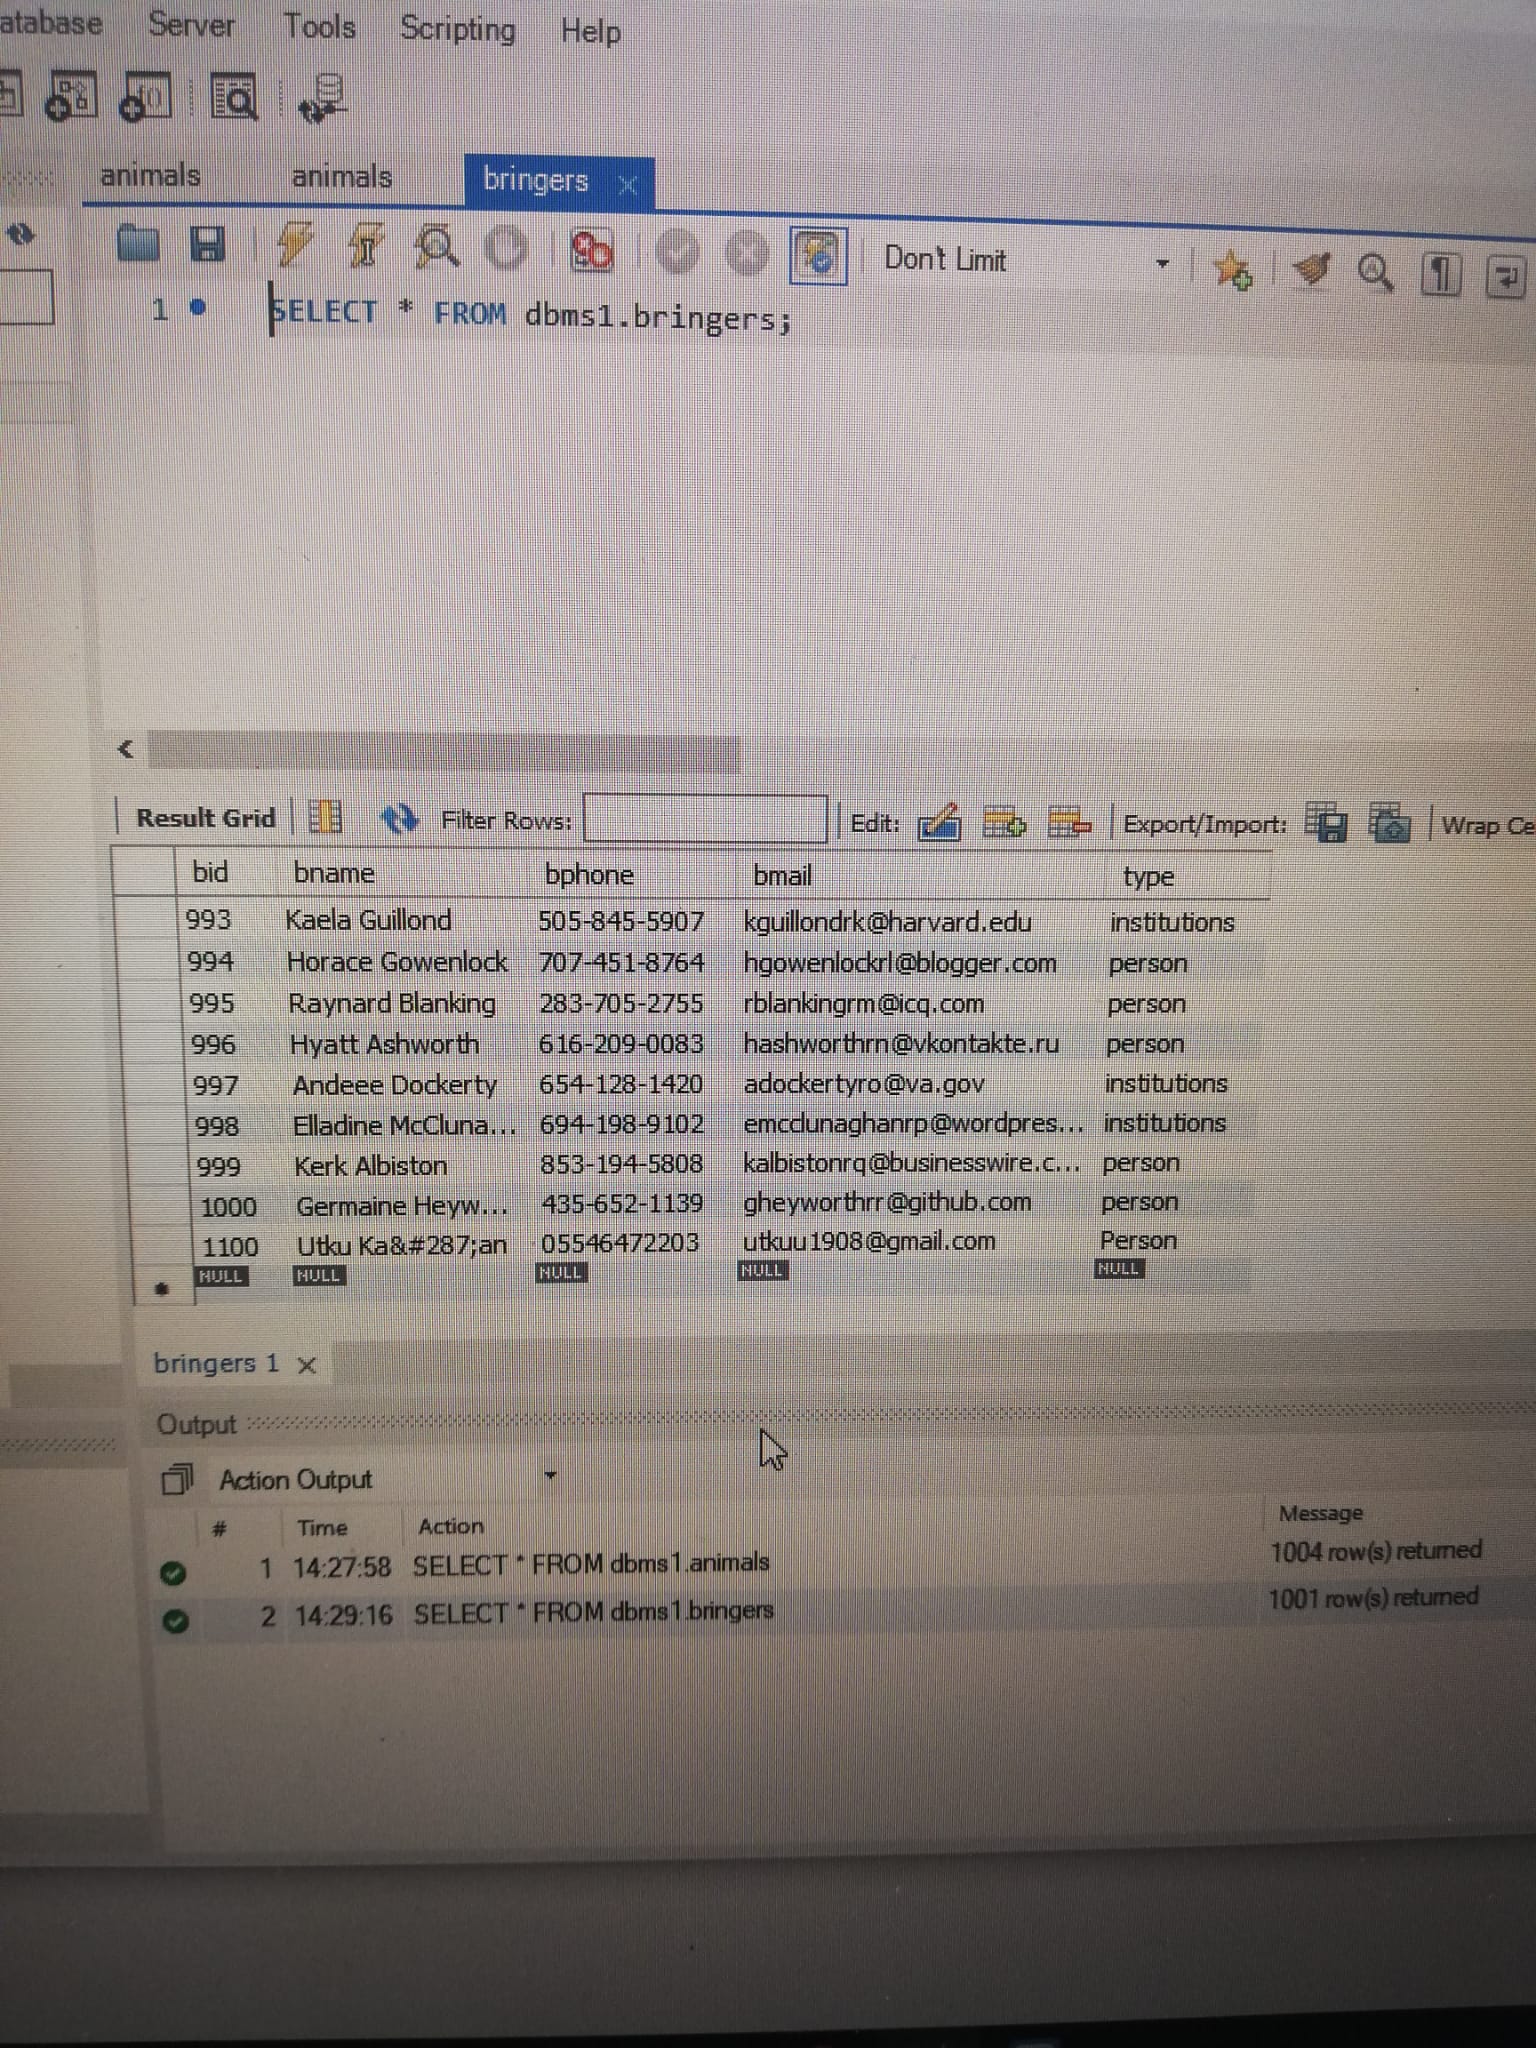 atabase Server Tools Scripting Help
animals animals bringers
Don't Limit
1 SELECT * FROM dbms1.bringers;
Result Grid Filter Rows: Edit: Export/Import: Wrap Ce
bid bname bphone bmail type
993 Kaela Guillond 505-845-5907 kguillondrk@harvard.edu institutions
994 Horace Gowenlock 707-451-8764 hgowenlockrl@blogger.com person
995 Raynard Blanking 283-705-2755 rblankingrm@icq.com person
996 Hyatt Ashworth 616-209-0083 hashworthrn@vkontakte.ru person
997 Andeee Dockerty 654-128-1420 adockertyro@va.gov institutions
998 Elladine McCluna... 694-198-9102 emcclunaghanrp@wordpres... institutions
999 Kerk Albiston 853-194-5808 kalbistonrq@businesswire.c... person
1000 Germaine Heyw... 435-652-1139 gheyworthrr@github.com person
1100 Utku Ka&#287;an 05546472203 utkuu1908@gmail.com Person
NULL NULL NULL NULL NULL
bringers 1
Output
Action Output
# Time Action Message
1 14:27:58 SELECT * FROM dbms1.animals 1004 row(s) returned
2 14:29:16 SELECT * FROM dbms1.bringers 1001 row(s) returned